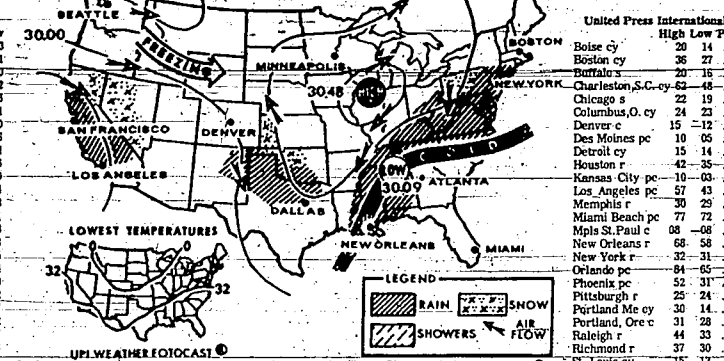 SEATTLE
30.00
FREEZING
MINNEAPOLIS
BOSTON
NEW YORK
30.48
HIGH
SAN FRANCISCO
DENVER
COLD
LOS ANGELES
LOW
30.09
ATLANTA
DALLAS
NEW ORLEANS
MIAMI
LOWEST TEMPERATURES
0
0
32
32
UPI WEATHER FOTOCAST
LEGEND
RAIN
SNOW
SHOWERS
AIR FLOW
United Press International
High Low P
Boise cy 20 14
Boston cy 36 27
Buffalo s 20 16
Charleston,S.C. cy 62 48
Chicago s 22 19
Columbus,O. cy 24 23
Denver c 15 -12
Des Moines pc 10 05
Detroit cy 15 14
Houston r 42 35
Kansas City pc 10 03
Los Angeles pc 57 43
Memphis r 30 29
Miami Beach pc 77 72
Mpls St.Paul c 08 -08
New Orleans r 68 58
New York r 32 31
Orlando pc 84 65
Phoenix pc 52 31
Pittsburgh r 25 24
Portland Me cy 30 14
Portland, Ore c 31 28
Raleigh r 44 33
Richmond r 37 30